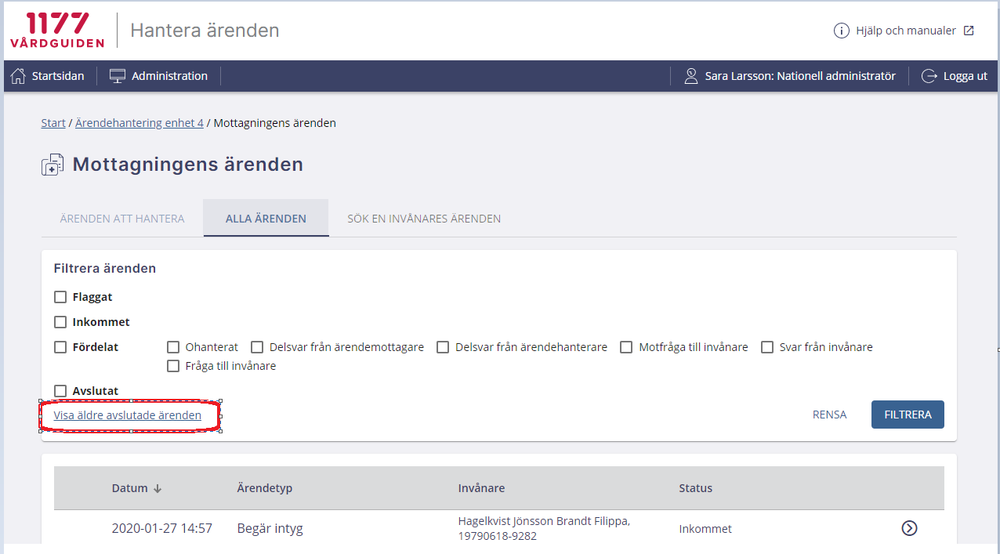 1177
VÅRDGUIDEN
Hantera ärenden
Hjälp och manualer
Startsidan
Administration
Sara Larsson: Nationell administratör
Logga ut
Start / Ärendehantering enhet 4 / Mottagningens ärenden
Mottagningens ärenden
ÄRENDEN ATT HANTERA
ALLA ÄRENDEN
SÖK EN INVÅNARES ÄRENDEN
Filtrera ärenden
Flaggat
Inkommet
Fördelat
Ohanterat
Delsvar från ärendemottagare
Delsvar från ärendehanterare
Motfråga till invånare
Svar från invånare
Fråga till invånare
Avslutat
Visa äldre avslutade ärenden
RENSA
FILTRERA
Datum
Ärendetyp
Invånare
Status
2020-01-27 14:57
Begär intyg
Hagelkvist Jönsson Brandt Filippa,
19790618-9282
Inkommet